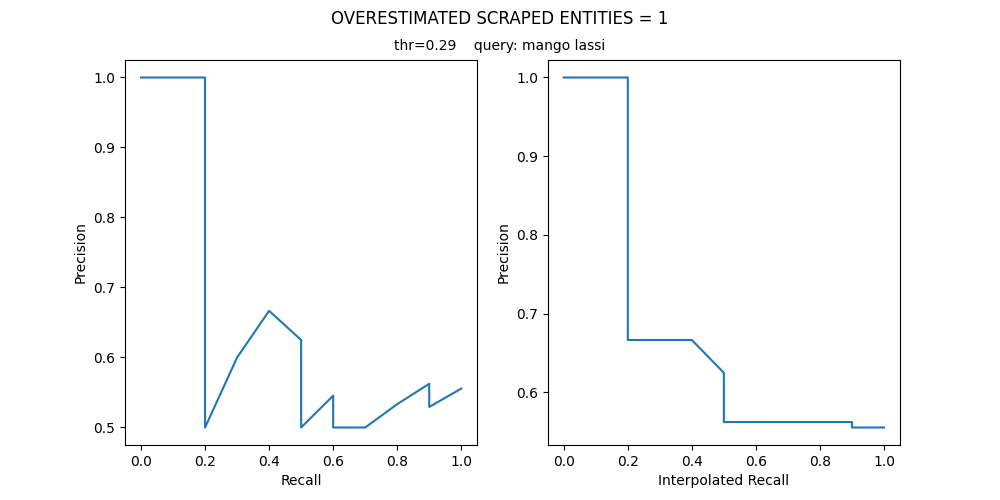 OVERESTIMATED SCRAPED ENTITIES = 1
thr=0.29    query: mango lassi
1.0
0.9
0.8
0.7
0.6
0.5
Precision
0.0 0.2 0.4 0.6 0.8 1.0
Recall
1.0
0.9
0.8
0.7
0.6
Precision
0.0 0.2 0.4 0.6 0.8 1.0
Interpolated Recall